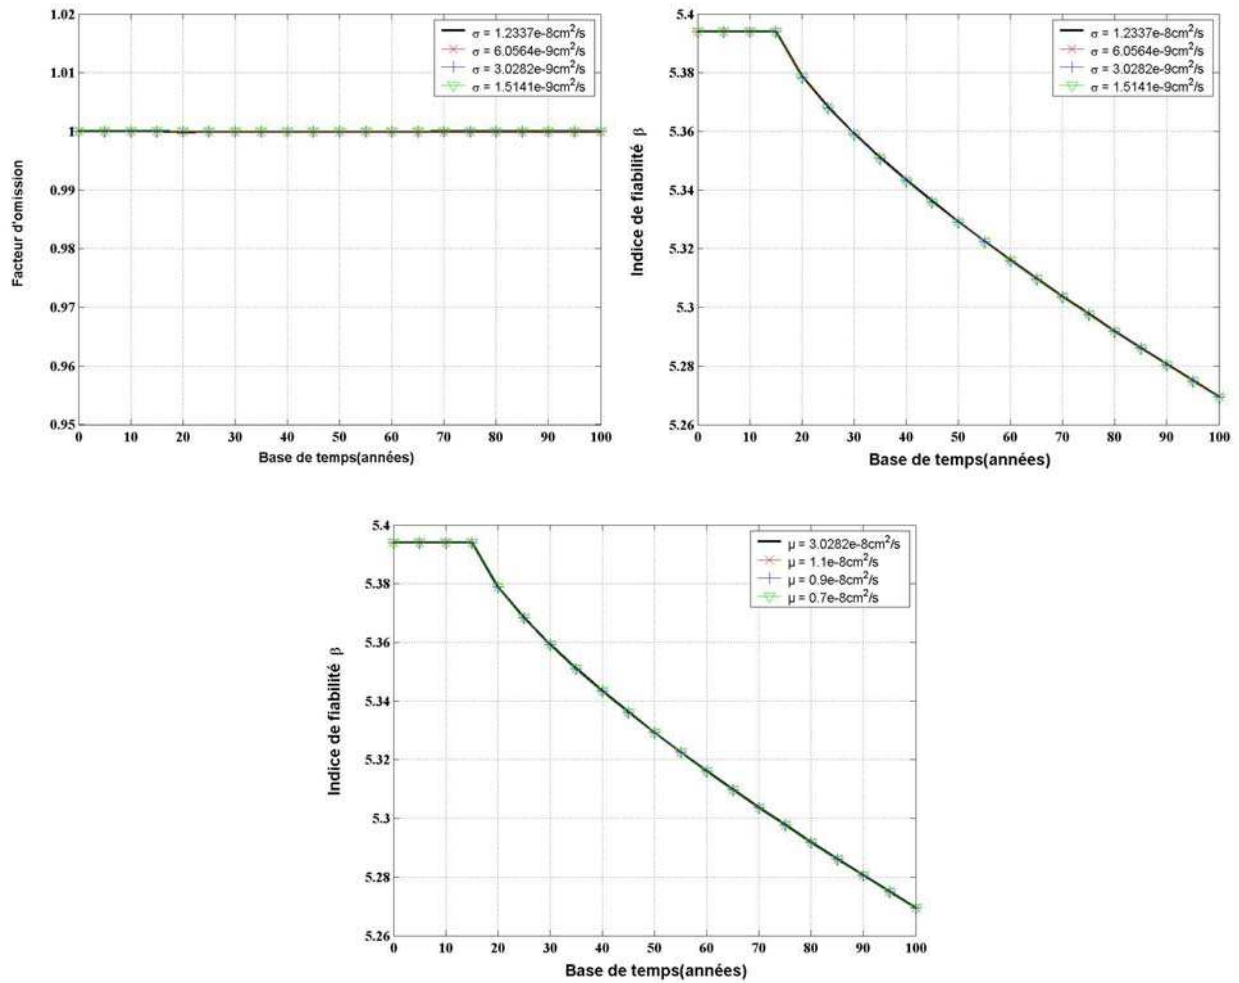 1.02
1.01
1
0.99
0.98
0.97
0.96
0.95
Facteur d'omission
σ = 1.2337e-8cm²/s
σ = 6.0564e-9cm²/s
σ = 3.0282e-9cm²/s
σ = 1.5141e-9cm²/s
0 10 20 30 40 50 60 70 80 90 100
Base de temps(années)
5.4
5.38
5.36
5.34
5.32
5.3
5.28
5.26
Indice de fiabilité β
σ = 1.2337e-8cm²/s
σ = 6.0564e-9cm²/s
σ = 3.0282e-9cm²/s
σ = 1.5141e-9cm²/s
0 10 20 30 40 50 60 70 80 90 100
Base de temps(années)
5.4
5.38
5.36
5.34
5.32
5.3
5.28
5.26
Indice de fiabilité β
μ = 3.0282e-8cm²/s
μ = 1.1e-8cm²/s
μ = 0.9e-8cm²/s
μ = 0.7e-8cm²/s
0 10 20 30 40 50 60 70 80 90 100
Base de temps(années)